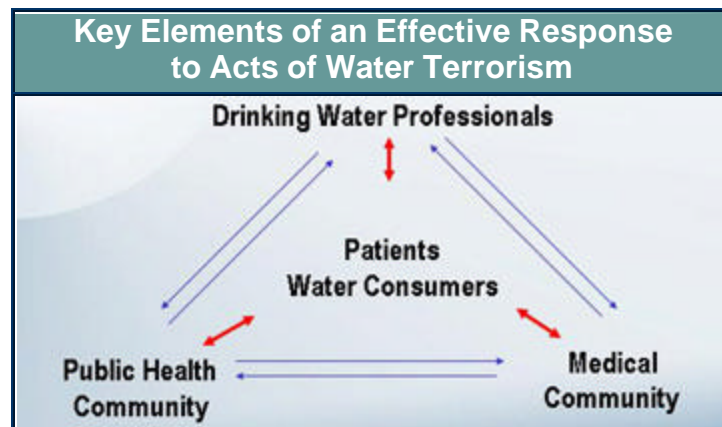 Key Elements of an Effective Response
to Acts of Water Terrorism
Drinking Water Professionals
Patients
Water Consumers
Public Health
Community
Medical
Community